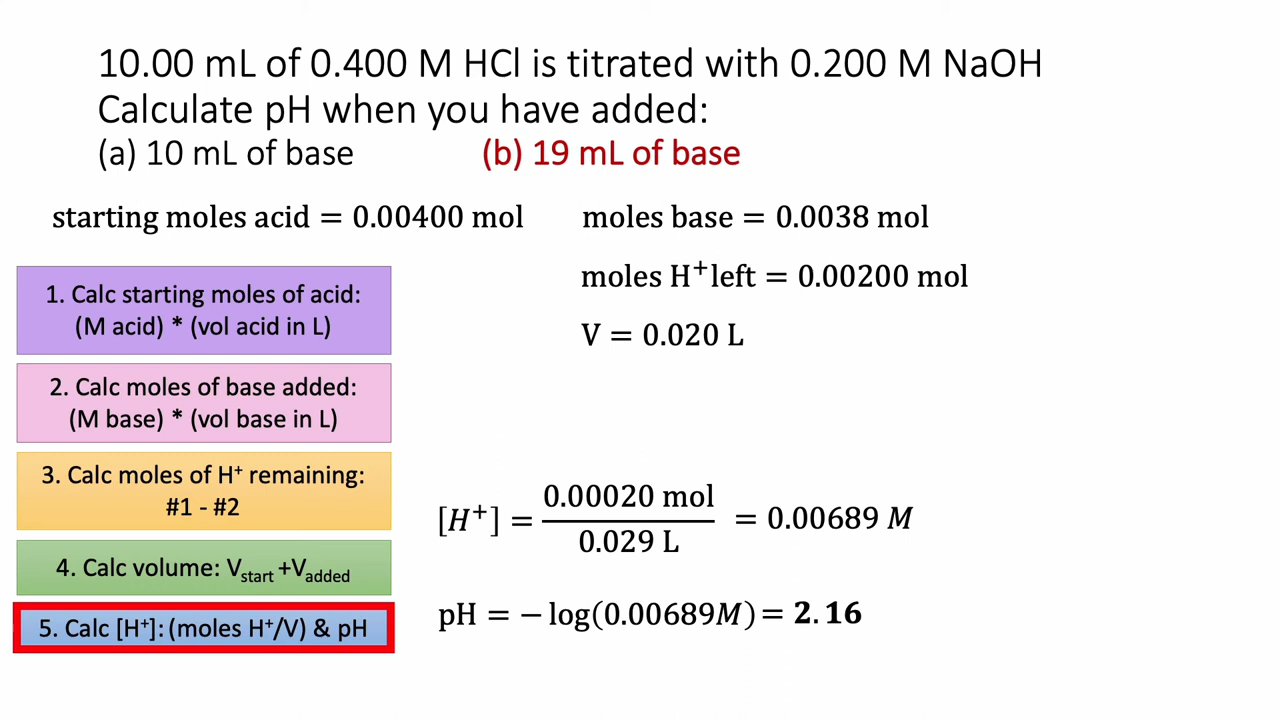 10.00 mL of 0.400 M HCl is titrated with 0.200 M NaOH
Calculate pH when you have added:
(a) 10 mL of base (b) 19 mL of base
starting moles acid = 0.00400 mol
moles base = 0.0038 mol
moles H⁺left = 0.00200 mol
V = 0.020 L
1. Calc starting moles of acid:
(M acid) * (vol acid in L)
2. Calc moles of base added:
(M base) * (vol base in L)
3. Calc moles of H⁺ remaining:
#1 - #2
4. Calc volume: Vstart +Vadded
5. Calc [H⁺]: (moles H⁺/V) & pH
[H⁺] = 0.00020 mol / 0.029 L = 0.00689 M
pH = − log(0.00689M) = 2.16